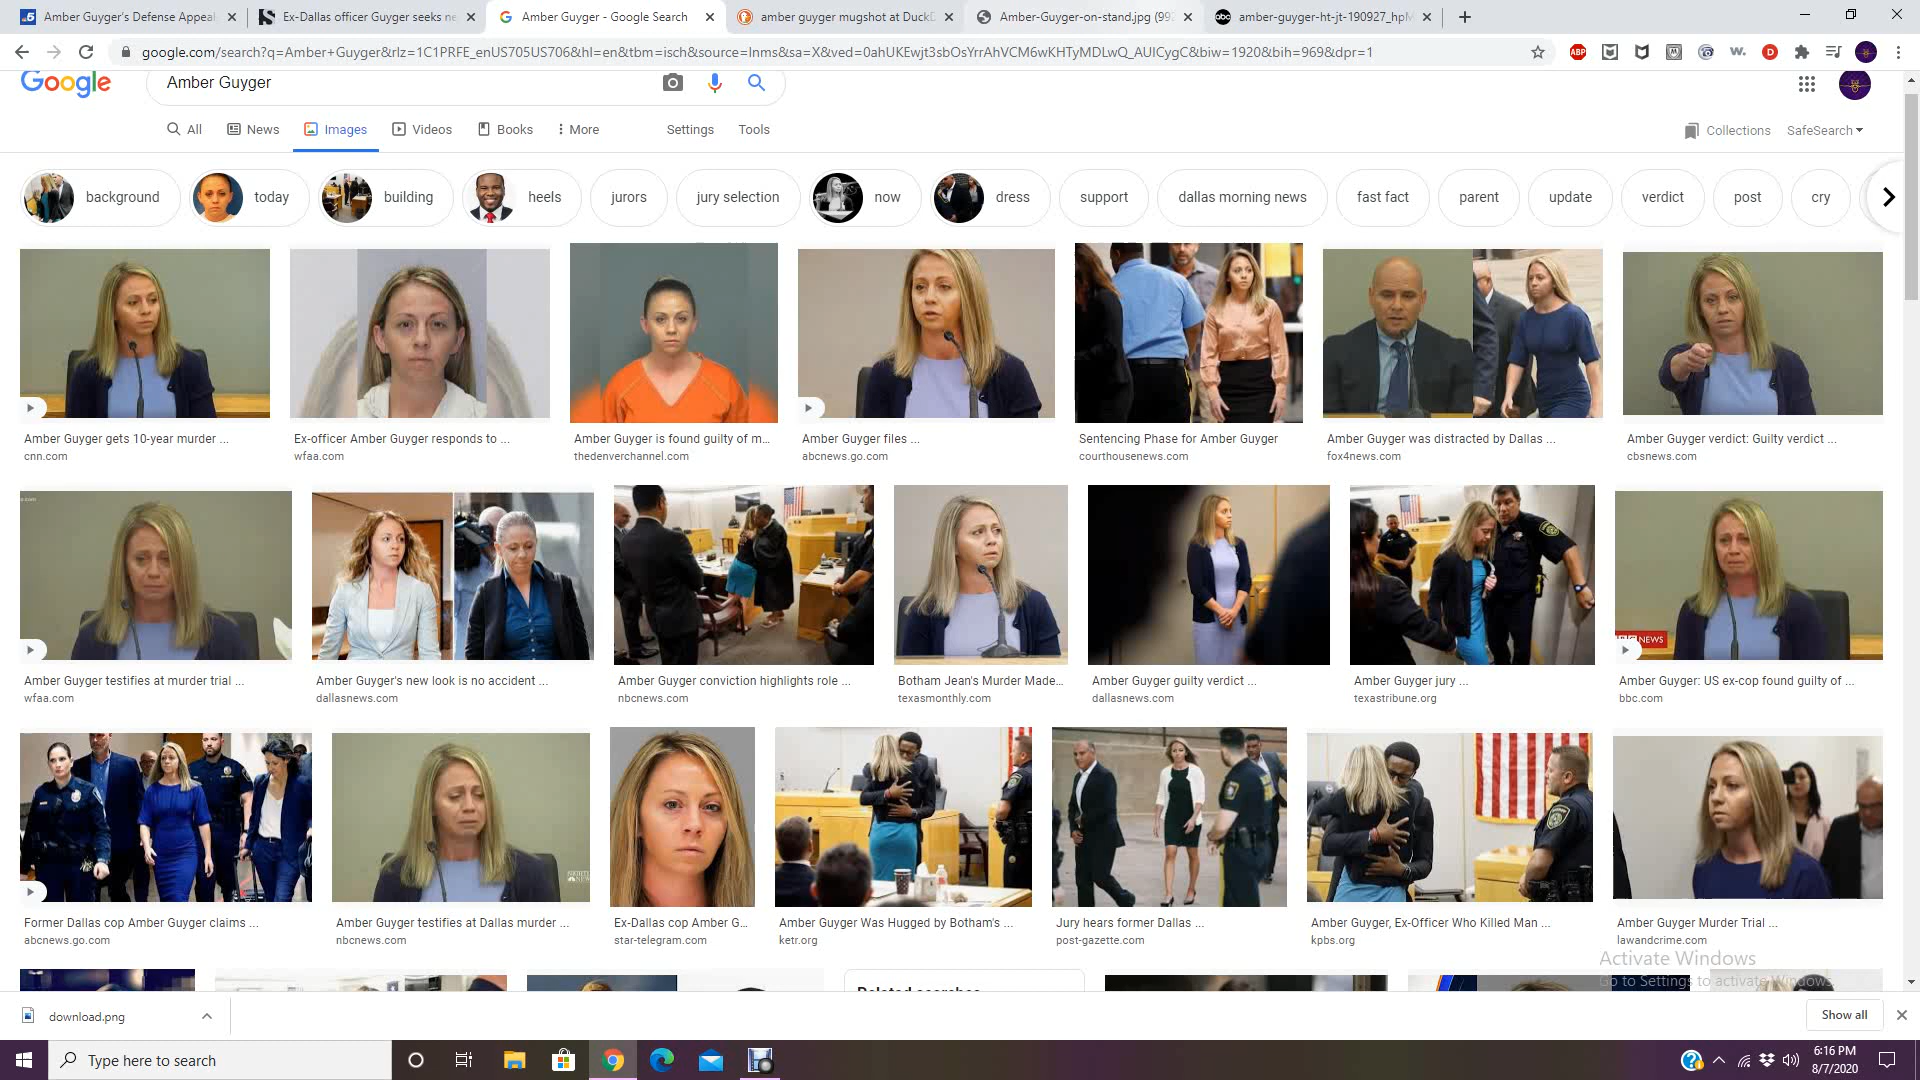 Amber Guyger's Defense Appeal
Ex-Dallas officer Guyger seeks ne
Amber Guyger - Google Search
amber guyger mugshot at DuckD
Amber-Guyger-on-stand.jpg (99
amber-guyger-ht-jt-190927_hpM
google.com/search?q=Amber+Guyger&rlz=1C1PRFE_enUS705US706&hl=en&tbm=isch&source=lnms&sa=X&ved=0ahUKEwjt3sbOsYrrAhVCM6wKHTyMDLwQ_AUICygC&biw=1920&bih=969&dpr=1
ABP
Google
Amber Guyger
All
News
Images
Videos
Books
More
Settings
Tools
Collections
SafeSearch
background
today
building
heels
jurors
jury selection
now
dress
support
dallas morning news
fast fact
parent
update
verdict
post
cry
Amber Guyger gets 10-year murder ...
cnn.com
Ex-officer Amber Guyger responds to ...
wfaa.com
Amber Guyger is found guilty of m...
thedenverchannel.com
Amber Guyger files ...
abcnews.go.com
Sentencing Phase for Amber Guyger
courthousenews.com
Amber Guyger was distracted by Dallas ...
fox4news.com
Amber Guyger verdict: Guilty verdict ...
cbsnews.com
Amber Guyger testifies at murder trial ...
wfaa.com
Amber Guyger's new look is no accident ...
dallasnews.com
Amber Guyger conviction highlights role ...
nbcnews.com
Botham Jean's Murder Made...
texasmonthly.com
Amber Guyger guilty verdict ...
dallasnews.com
Amber Guyger jury ...
texastribune.org
NEWS
Amber Guyger: US ex-cop found guilty of ...
bbc.com
Former Dallas cop Amber Guyger claims ...
abcnews.go.com
Amber Guyger testifies at Dallas murder ...
nbcnews.com
Ex-Dallas cop Amber G...
star-telegram.com
Amber Guyger Was Hugged by Botham's ...
ketr.org
Jury hears former Dallas ...
post-gazette.com
Amber Guyger, Ex-Officer Who Killed Man ...
kpbs.org
Amber Guyger Murder Trial ...
lawandcrime.com
Related searches
Activate Windows
Go to Settings to activate Windows.
download.png
Show all
Type here to search
6:16 PM
8/7/2020